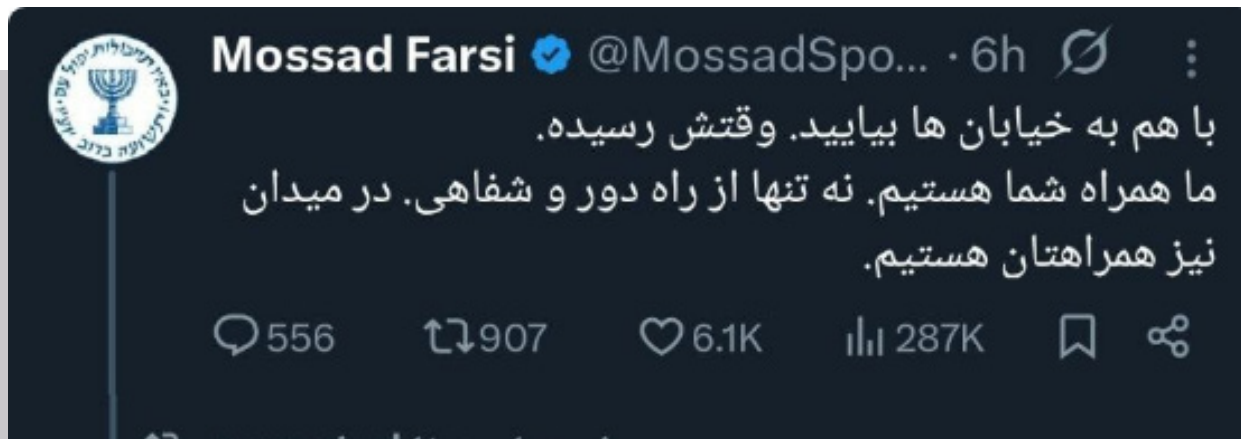 Mossad Farsi @MossadSpo... · 6h
با هم به خیابان ها بیایید. وقتش رسیده.
ما همراه شما هستیم. نه تنها از راه دور و شفاهی. در میدان
نیز همراهتان هستیم.
556 907 6.1K 287K